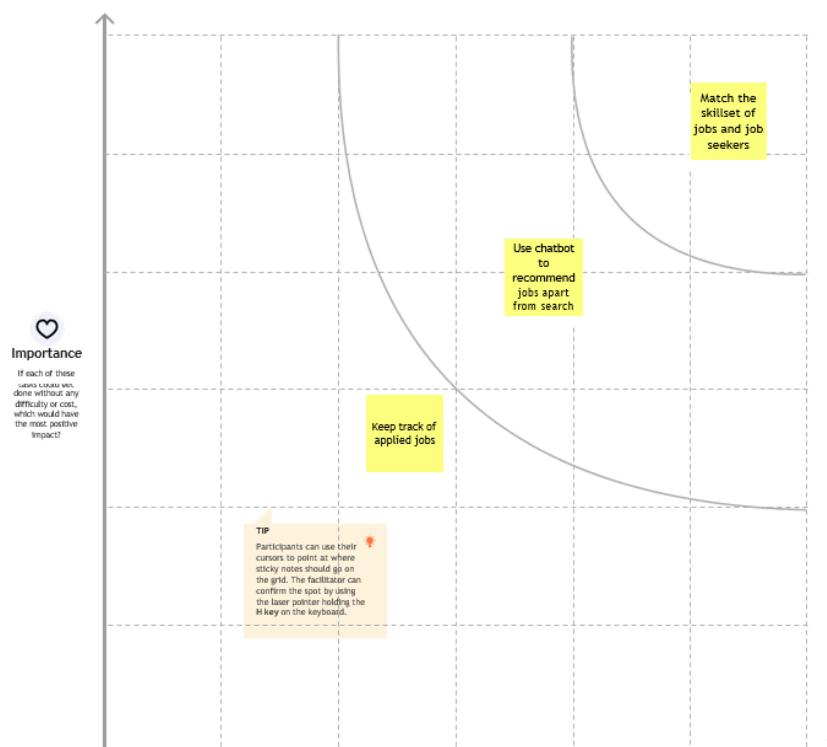 Match the
skillset of
jobs and job
seekers
Use chatbot
to
recommend
jobs apart
from search
Importance
If each of these
tasks could get
done without any
difficulty or cost,
which would have
the most positive
impact?
Keep track of
applied jobs
TIP
Participants can use their
cursors to point at where
sticky notes should go on
the grid. The facilitator can
confirm the spot by using
the laser pointer holding the
H key on the keyboard.